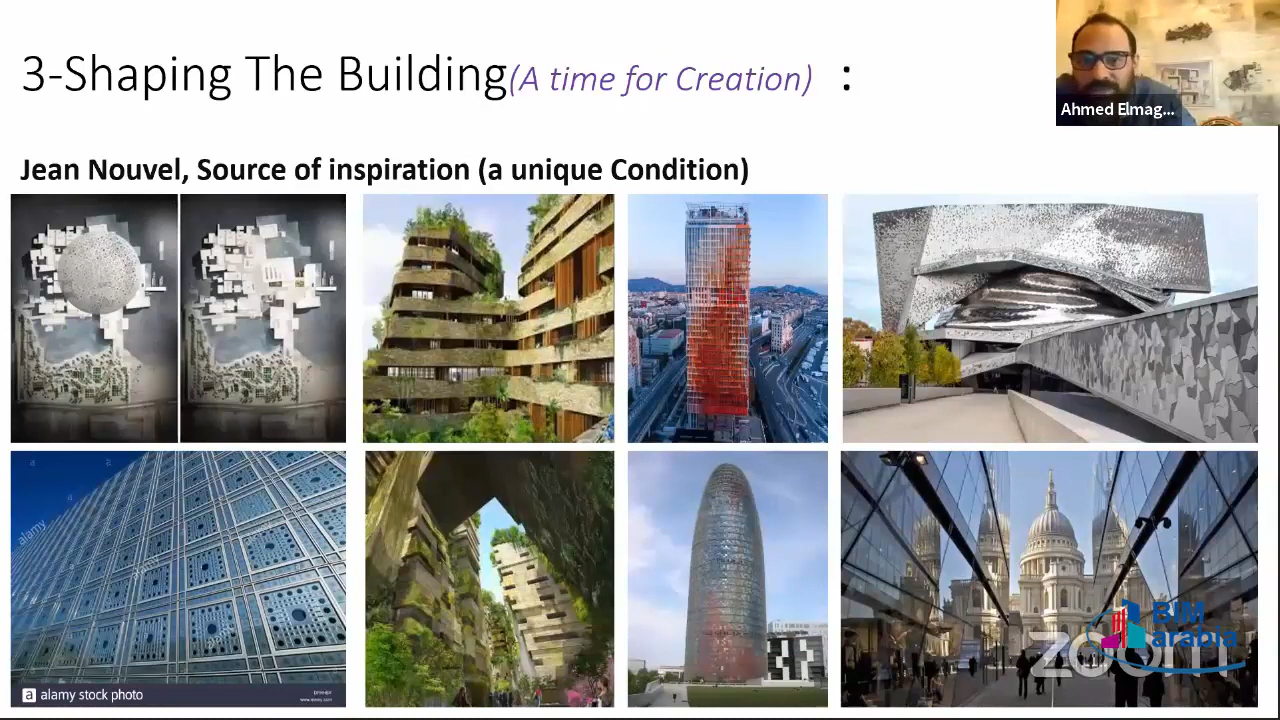 3-Shaping The Building(A time for Creation) :
Ahmed Elmag...
Jean Nouvel, Source of inspiration (a unique Condition)
alamy
a alamy stock photo
BIM
arabia
zoom